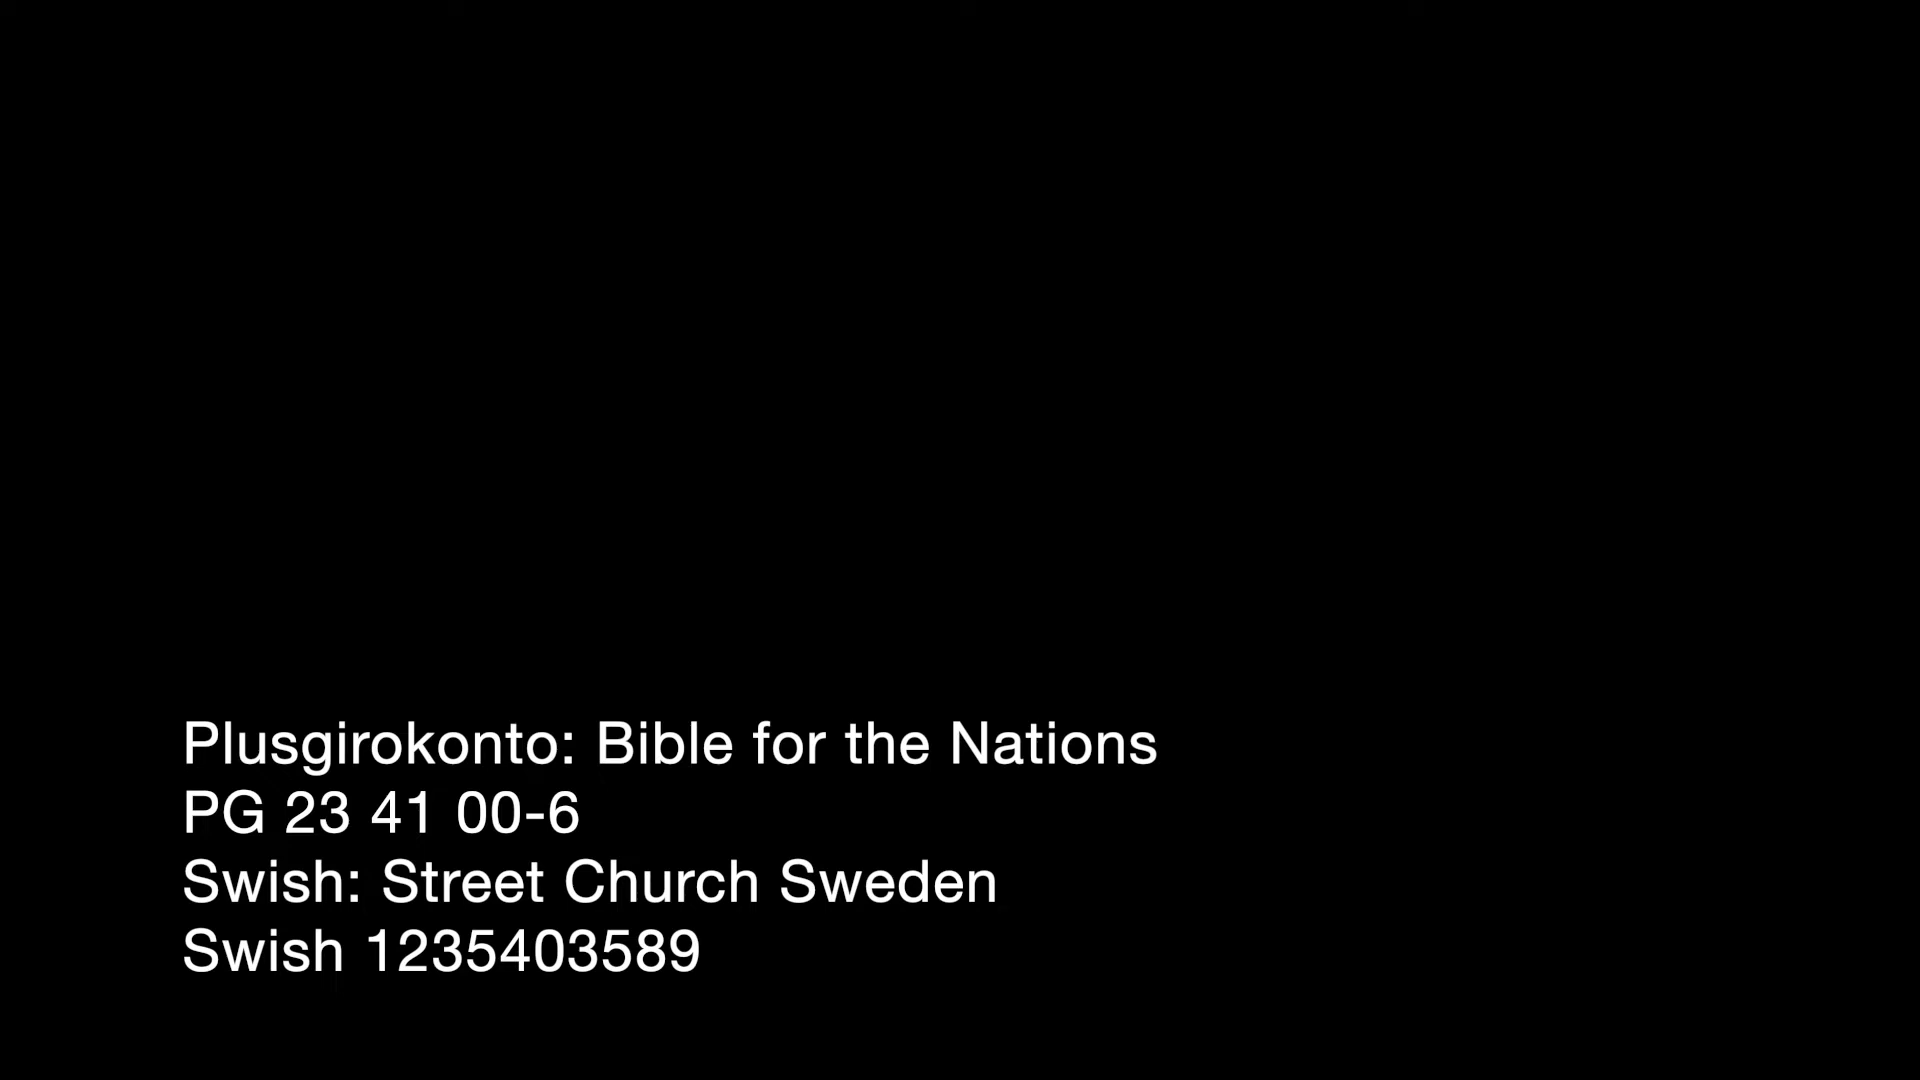 Plusgirokonto: Bible for the Nations
PG 23 41 00-6
Swish: Street Church Sweden
Swish 1235403589